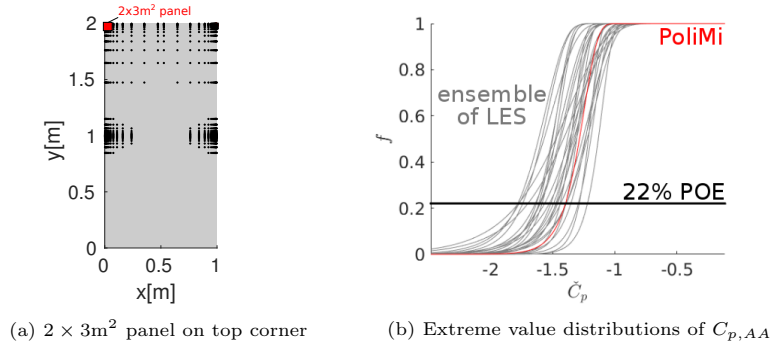 2x3m² panel
2
1.5
1
0.5
0
0
0.5
1
y[m]
x[m]
(a) 2 × 3m² panel on top corner
1
0.8
0.6
0.4
0.2
0
-2
-1.5
-1
-0.5
f
Č_p
PoliMi
ensemble
of LES
22% POE
(b) Extreme value distributions of C_{p,AA}